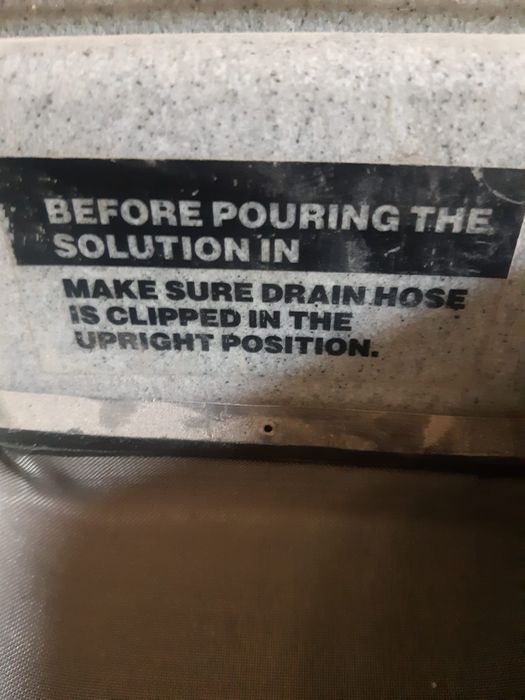 BEFORE POURING THE
SOLUTION IN
MAKE SURE DRAIN HOSE
IS CLIPPED IN THE
UPRIGHT POSITION.